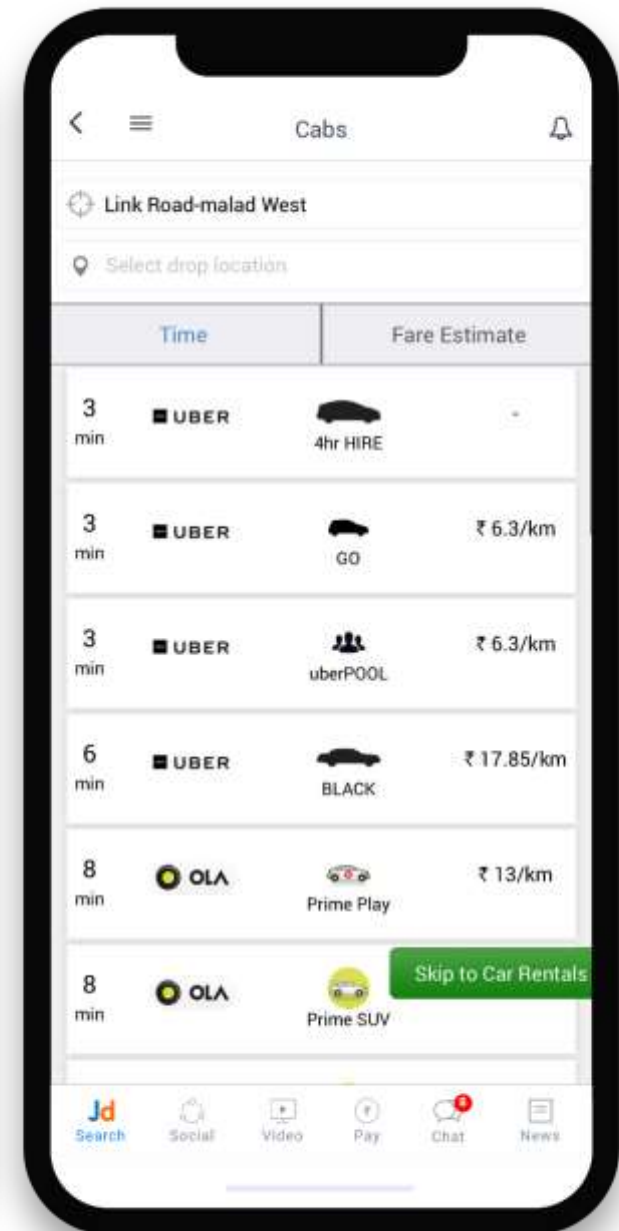 Cabs
Link Road-malad West
Select drop location
Time
Fare Estimate
3
min
UBER
4hr HIRE
-
3
min
UBER
GO
₹ 6.3/km
3
min
UBER
uberPOOL
₹ 6.3/km
6
min
UBER
BLACK
₹ 17.85/km
8
min
OLA
Prime Play
₹ 13/km
8
min
OLA
Prime SUV
Skip to Car Rentals
Jd
Search
Social
Video
Pay
Chat
News